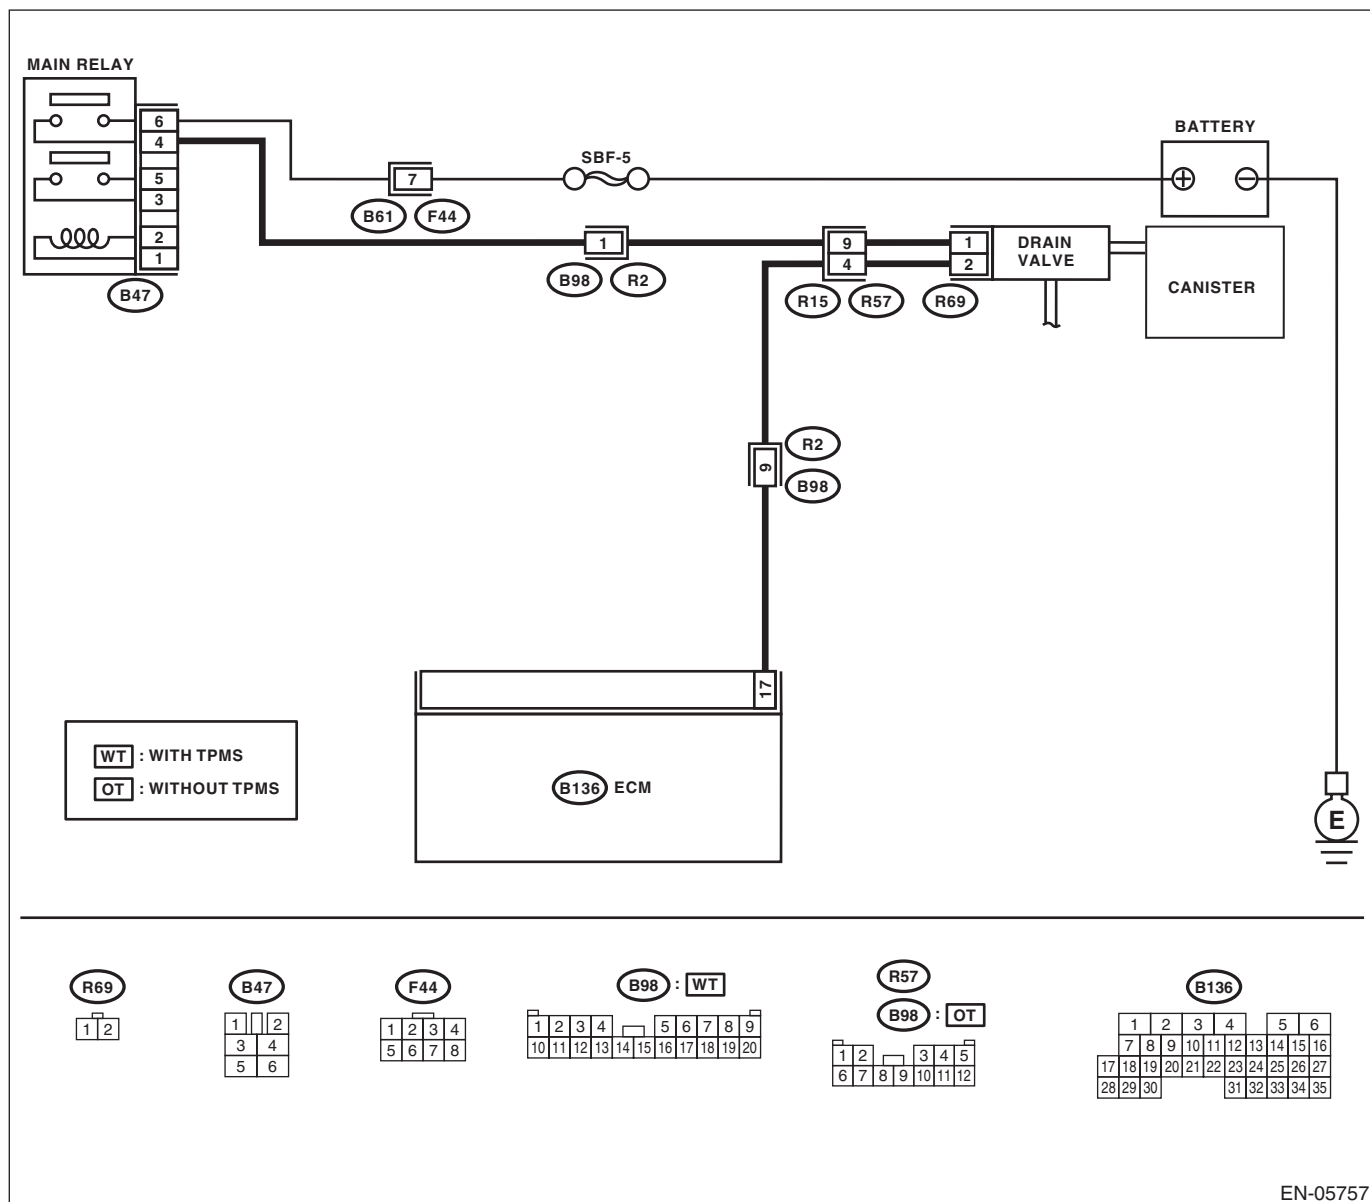 MAIN RELAY
6
4
5
3
2
1
B47
7
B61 F44
SBF-5
BATTERY
+ −
1
B98 R2
9
4
R15 R57
1
2
R69
DRAIN
VALVE
CANISTER
9
R2
B98
17
B136 ECM
E
WT : WITH TPMS
OT : WITHOUT TPMS
R69
1 2
B47
1 2
3 4
5 6
F44
1 2 3 4
5 6 7 8
B98 : WT
1 2 3 4 5 6 7 8 9
10 11 12 13 14 15 16 17 18 19 20
R57
B98 : OT
1 2 3 4 5
6 7 8 9 10 11 12
B136
1 2 3 4 5 6
7 8 9 10 11 12 13 14 15 16
17 18 19 20 21 22 23 24 25 26 27
28 29 30 31 32 33 34 35
EN-05757